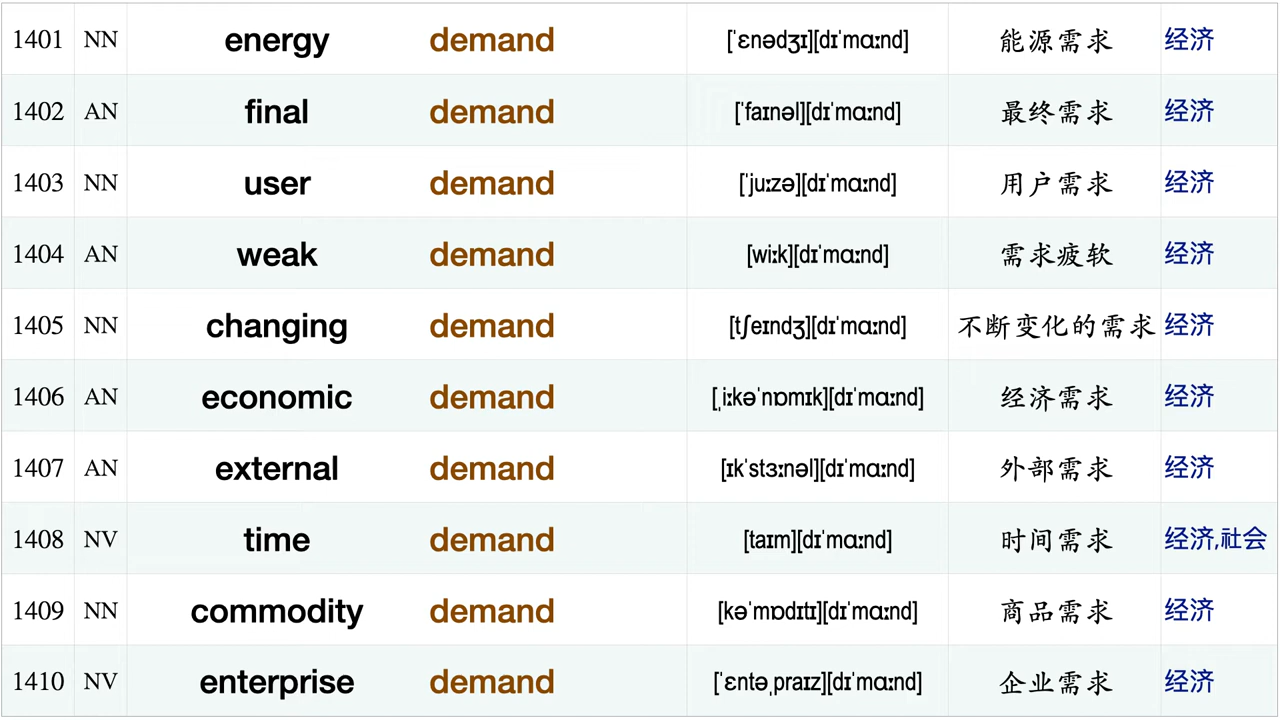 1401 NN energy demand [ˈɛnədʒɪ][dɪˈmɑːnd] 能源需求 经济
1402 AN final demand [ˈfaɪnəl][dɪˈmɑːnd] 最终需求 经济
1403 NN user demand [ˈjuːzə][dɪˈmɑːnd] 用户需求 经济
1404 AN weak demand [wiːk][dɪˈmɑːnd] 需求疲软 经济
1405 NN changing demand [tʃeɪndʒ][dɪˈmɑːnd] 不断变化的需求 经济
1406 AN economic demand [ˌiːkəˈnɒmɪk][dɪˈmɑːnd] 经济需求 经济
1407 AN external demand [ɪkˈstɜːnəl][dɪˈmɑːnd] 外部需求 经济
1408 NV time demand [taɪm][dɪˈmɑːnd] 时间需求 经济,社会
1409 NN commodity demand [kəˈmɒdɪtɪ][dɪˈmɑːnd] 商品需求 经济
1410 NV enterprise demand [ˈɛntəˌpraɪz][dɪˈmɑːnd] 企业需求 经济